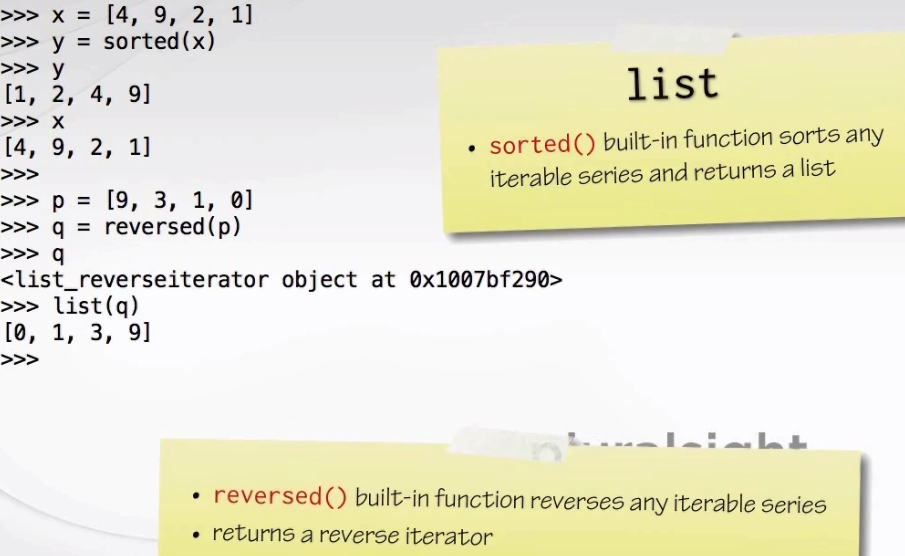 >>> x = [4, 9, 2, 1]
>>> y = sorted(x)
>>> y
[1, 2, 4, 9]
>>> x
[4, 9, 2, 1]
>>>
>>> p = [9, 3, 1, 0]
>>> q = reversed(p)
>>> q
<list_reverseiterator object at 0x1007bf290>
>>> list(q)
[0, 1, 3, 9]
>>>
list
• sorted() built-in function sorts any
iterable series and returns a list
pluralsight
• reversed() built-in function reverses any iterable series
• returns a reverse iterator